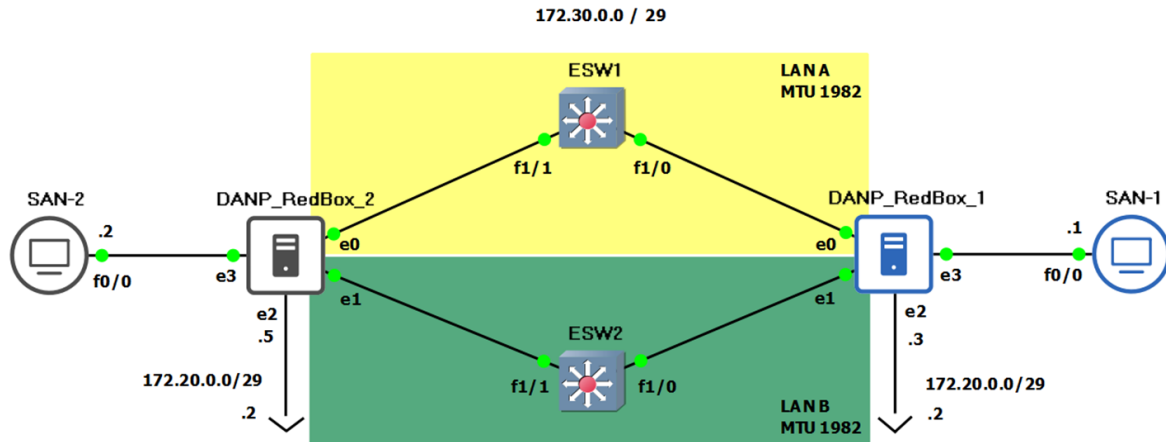 172.30.0.0 / 29
ESW1
LAN A
MTU 1982
f1/1
f1/0
SAN-2
DANP_RedBox_2
DANP_RedBox_1
SAN-1
.2
e0
e0
.1
f0/0
e3
e1
e1
e3
f0/0
e2
.5
ESW2
e2
.3
f1/1
f1/0
172.20.0.0/29
172.20.0.0/29
.2
LAN B
MTU 1982
.2